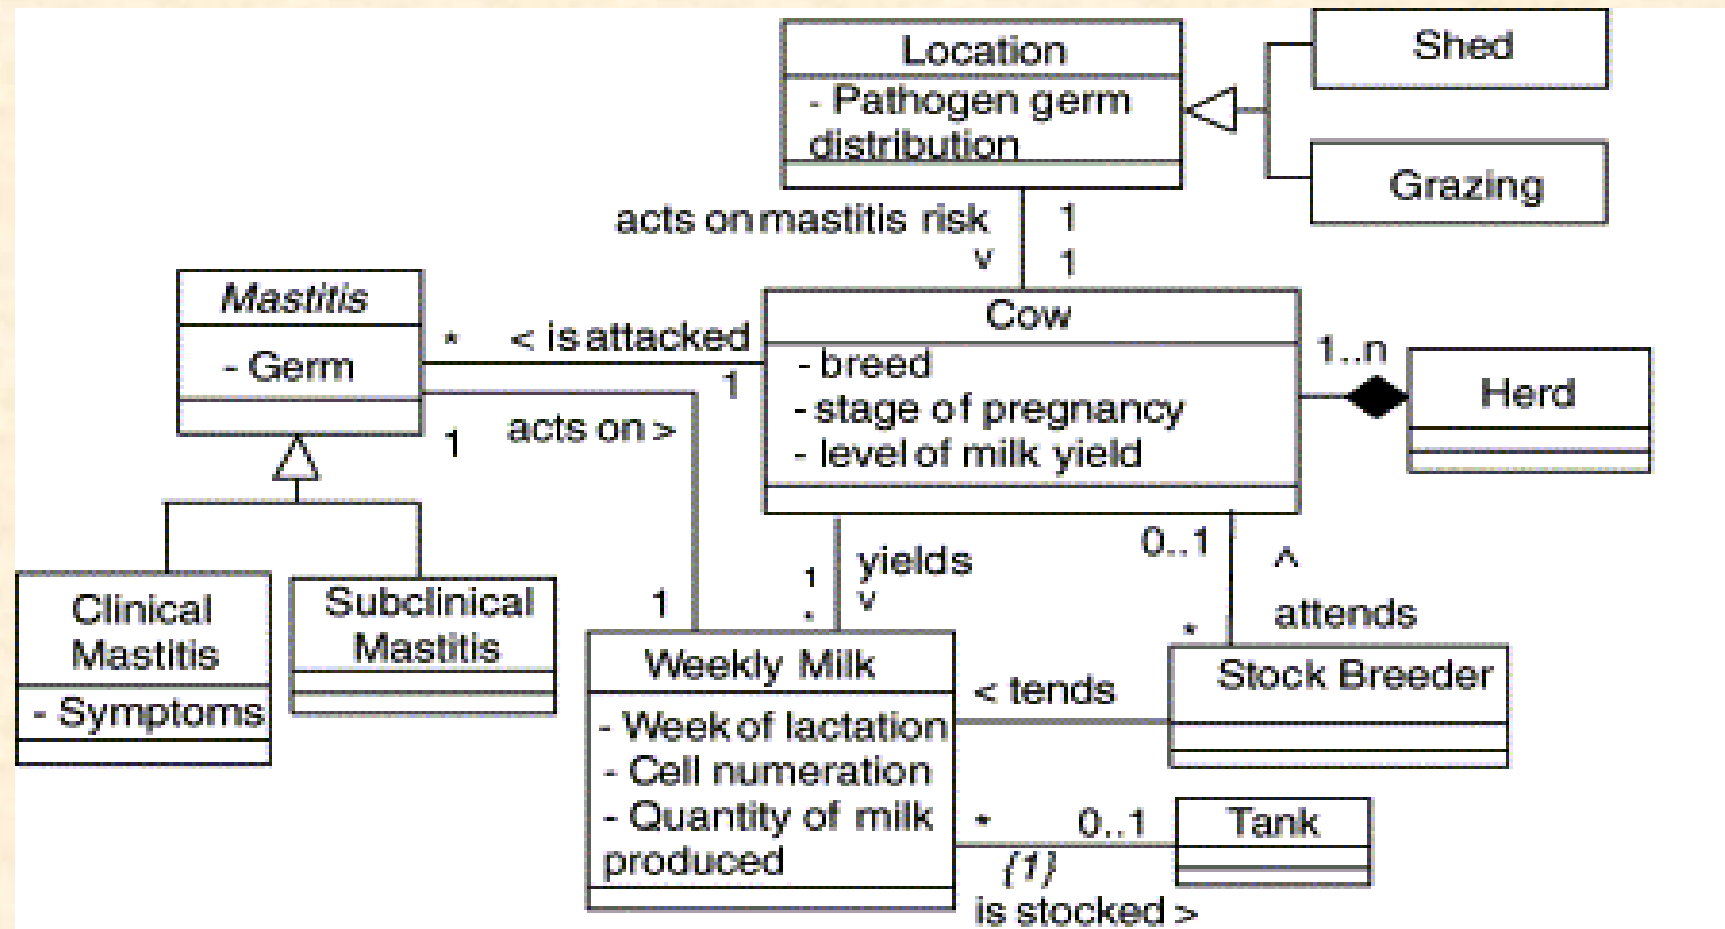 Location
- Pathogen germ
distribution
Shed
Grazing
acts on mastitis risk
v
1
1
Mastitis
- Germ
* < is attacked
1
acts on >
1
1
Cow
- breed
- stage of pregnancy
- level of milk yield
1..n
Herd
Clinical
Mastitis
- Symptoms
Subclinical
Mastitis
1
*
yields
v
0..1
^
attends
*
Weekly Milk
- Week of lactation
- Cell numeration
- Quantity of milk
produced
< tends
Stock Breeder
* 0..1
{1}
is stocked >
Tank